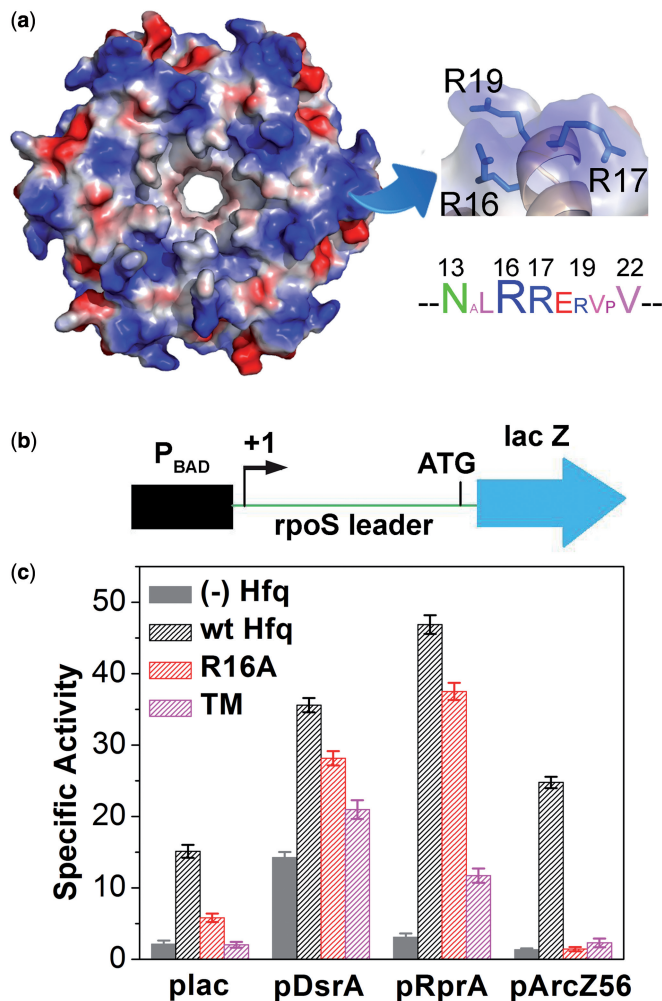 (a)
R19
R16
R17
13 16 17 19 22
--NALRRERVPV--
(b)
P_BAD
+1
ATG
lac Z
rpoS leader
(c)
50
40
30
20
10
0
Specific Activity
(-) Hfq
wt Hfq
R16A
TM
plac pDsrA pRprA pArcZ56